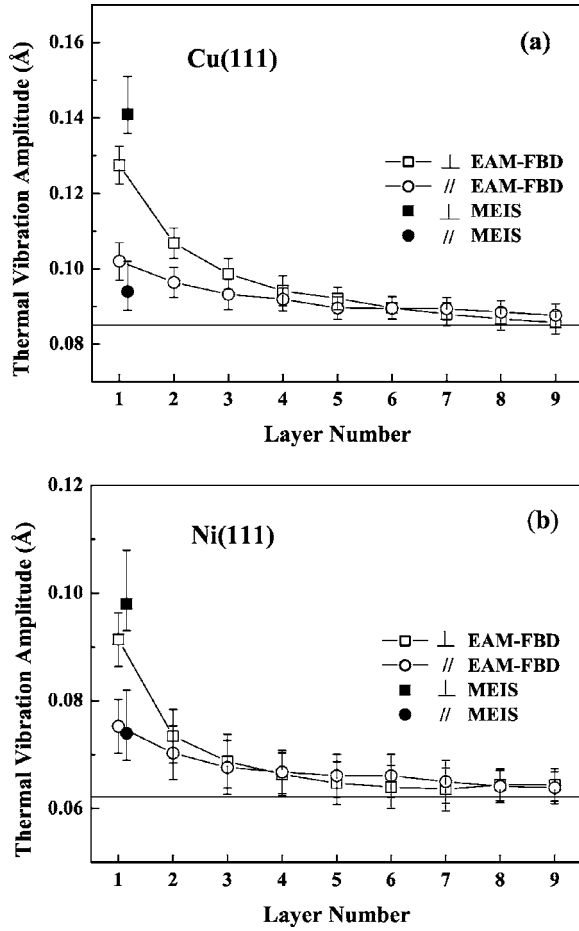 (a)
Cu(111)
Thermal Vibration Amplitude (Å)
0.16
0.14
0.12
0.10
0.08
⊥ EAM-FBD
// EAM-FBD
⊥ MEIS
// MEIS
1 2 3 4 5 6 7 8 9
Layer Number
(b)
Ni(111)
Thermal Vibration Amplitude (Å)
0.12
0.10
0.08
0.06
⊥ EAM-FBD
// EAM-FBD
⊥ MEIS
// MEIS
1 2 3 4 5 6 7 8 9
Layer Number